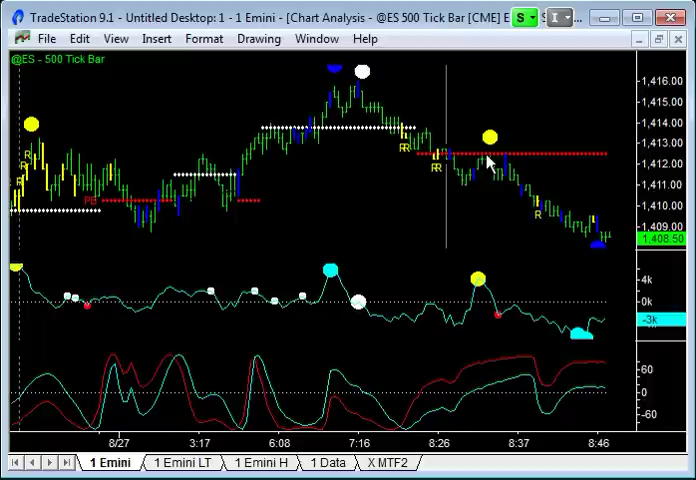 TradeStation 9.1 - Untitled Desktop: 1 - 1 Emini - [Chart Analysis - @ES 500 Tick Bar [CME] E
S
I
File Edit View Insert Format Drawing Window Help
@ES - 500 Tick Bar
1,416.00
1,415.00
1,414.00
R
RR
1,413.00
R
RR
1,412.00
R
1,411.00
PB
R
1,410.00
1,409.00
1,408.50
4k
0k
-3k
60
0
-60
8/27 3:17 6:08 7:16 8:26 8:37 8:46
1 Emini 1 Emini LT 1 Emini H 1 Data X MTF2